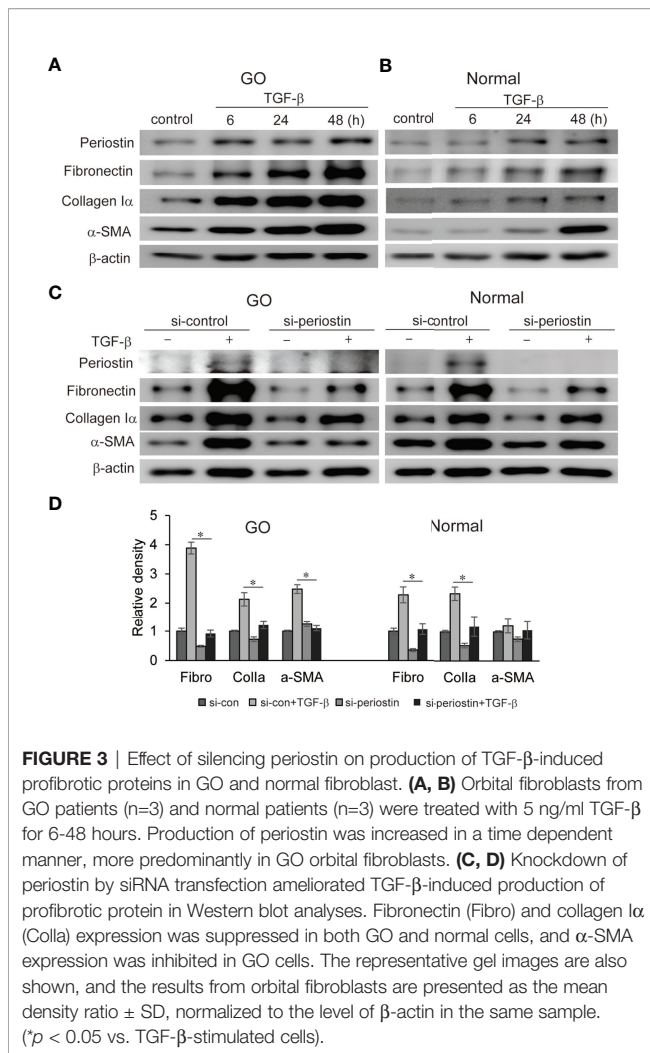 A
GO
TGF-β
control 6 24 48 (h)
B
Normal
TGF-β
control 6 24 48 (h)
Periostin
Fibronectin
Collagen Iα
α-SMA
β-actin
C
GO
Normal
si-control si-periostin si-control si-periostin
TGF-β − + − + − + − +
Periostin
Fibronectin
Collagen Iα
α-SMA
β-actin
D
Relative density
5
4
3
2
1
0
GO
Normal
* * * * *
Fibro Colla a-SMA Fibro Colla a-SMA
si-con si-con+TGF-β si-periostin si-periostin+TGF-β
FIGURE 3 | Effect of silencing periostin on production of TGF-β-induced
profibrotic proteins in GO and normal fibroblast. (A, B) Orbital fibroblasts from
GO patients (n=3) and normal patients (n=3) were treated with 5 ng/ml TGF-β
for 6-48 hours. Production of periostin was increased in a time dependent
manner, more predominantly in GO orbital fibroblasts. (C, D) Knockdown of
periostin by siRNA transfection ameliorated TGF-β-induced production of
profibrotic protein in Western blot analyses. Fibronectin (Fibro) and collagen Iα
(Colla) expression was suppressed in both GO and normal cells, and α-SMA
expression was inhibited in GO cells. The representative gel images are also
shown, and the results from orbital fibroblasts are presented as the mean
density ratio ± SD, normalized to the level of β-actin in the same sample.
(*p < 0.05 vs. TGF-β-stimulated cells).